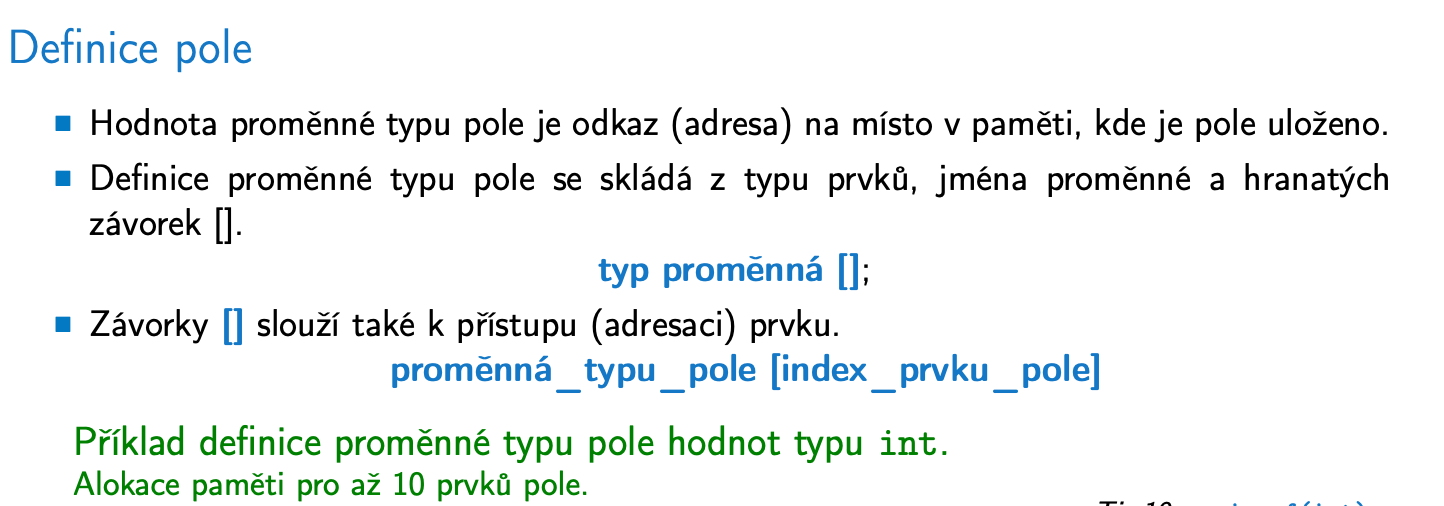 Definice pole
Hodnota proměnné typu pole je odkaz (adresa) na místo v paměti, kde je pole uloženo.
Definice proměnné typu pole se skládá z typu prvků, jména proměnné a hranatých
závorek [].
typ proměnná [];
Závorky [] slouží také k přístupu (adresaci) prvku.
proměnná_typu_pole [index_prvku_pole]
Příklad definice proměnné typu pole hodnot typu int.
Alokace paměti pro až 10 prvků pole.